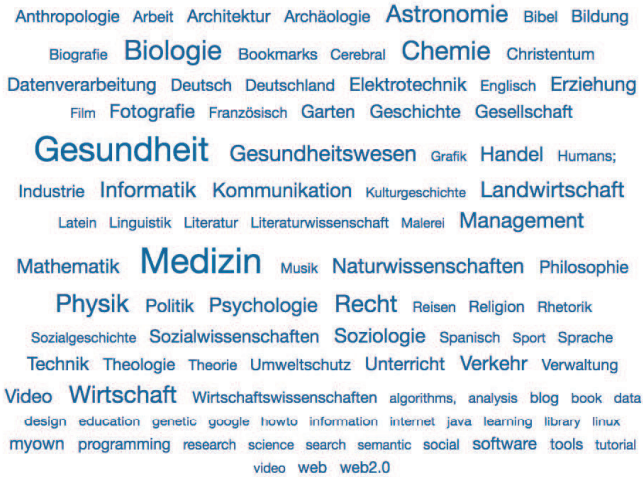 Anthropologie Arbeit Architektur Archäologie Astronomie Bibel Bildung
Biografie Biologie Bookmarks Cerebral Chemie Christentum
Datenverarbeitung Deutsch Deutschland Elektrotechnik Englisch Erziehung
Film Fotografie Französisch Garten Geschichte Gesellschaft
Gesundheit Gesundheitswesen Grafik Handel Humans;
Industrie Informatik Kommunikation Kulturgeschichte Landwirtschaft
Latein Linguistik Literatur Literaturwissenschaft Malerei Management
Mathematik Medizin Musik Naturwissenschaften Philosophie
Physik Politik Psychologie Recht Reisen Religion Rhetorik
Sozialgeschichte Sozialwissenschaften Soziologie Spanisch Sport Sprache
Technik Theologie Theorie Umweltschutz Unterricht Verkehr Verwaltung
Video Wirtschaft Wirtschaftswissenschaften algorithms, analysis blog book data
design education genetic google howto information internet java learning library linux
myown programming research science search semantic social software tools tutorial
video web web2.0